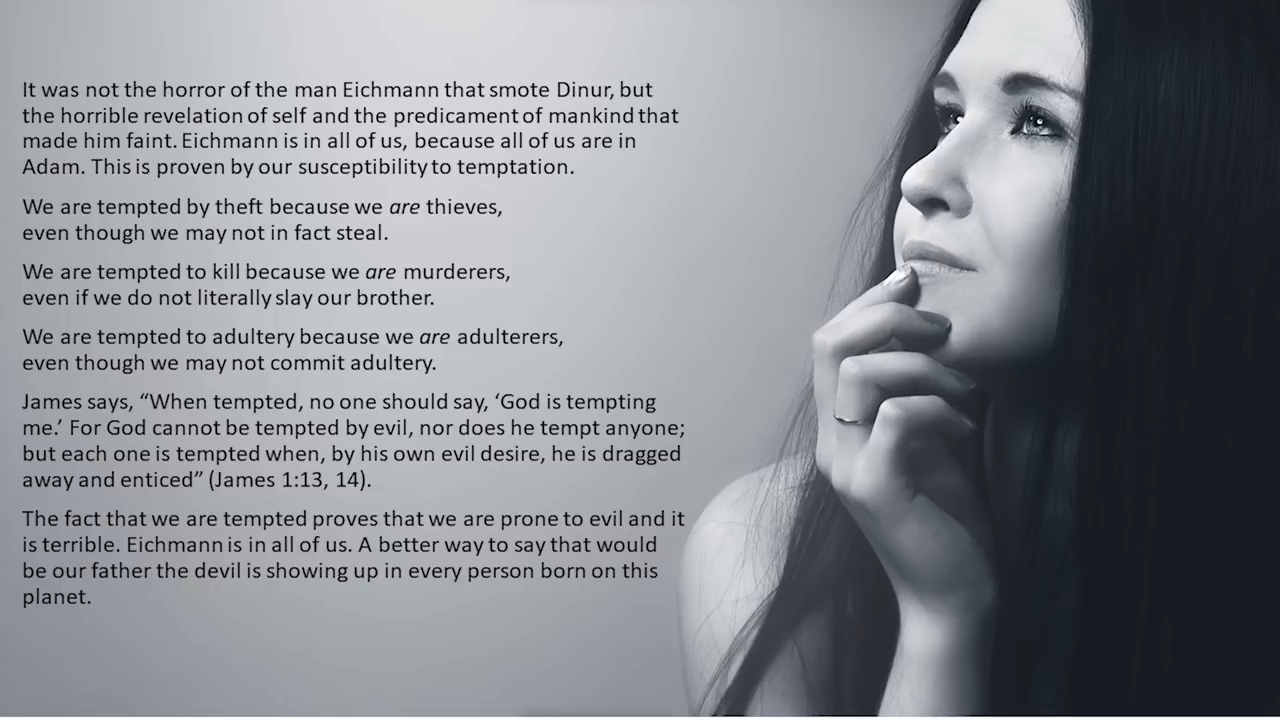 It was not the horror of the man Eichmann that smote Dinur, but
the horrible revelation of self and the predicament of mankind that
made him faint. Eichmann is in all of us, because all of us are in
Adam. This is proven by our susceptibility to temptation.
We are tempted by theft because we are thieves,
even though we may not in fact steal.
We are tempted to kill because we are murderers,
even if we do not literally slay our brother.
We are tempted to adultery because we are adulterers,
even though we may not commit adultery.
James says, “When tempted, no one should say, ‘God is tempting
me.’ For God cannot be tempted by evil, nor does he tempt anyone;
but each one is tempted when, by his own evil desire, he is dragged
away and enticed” (James 1:13, 14).
The fact that we are tempted proves that we are prone to evil and it
is terrible. Eichmann is in all of us. A better way to say that would
be our father the devil is showing up in every person born on this
planet.